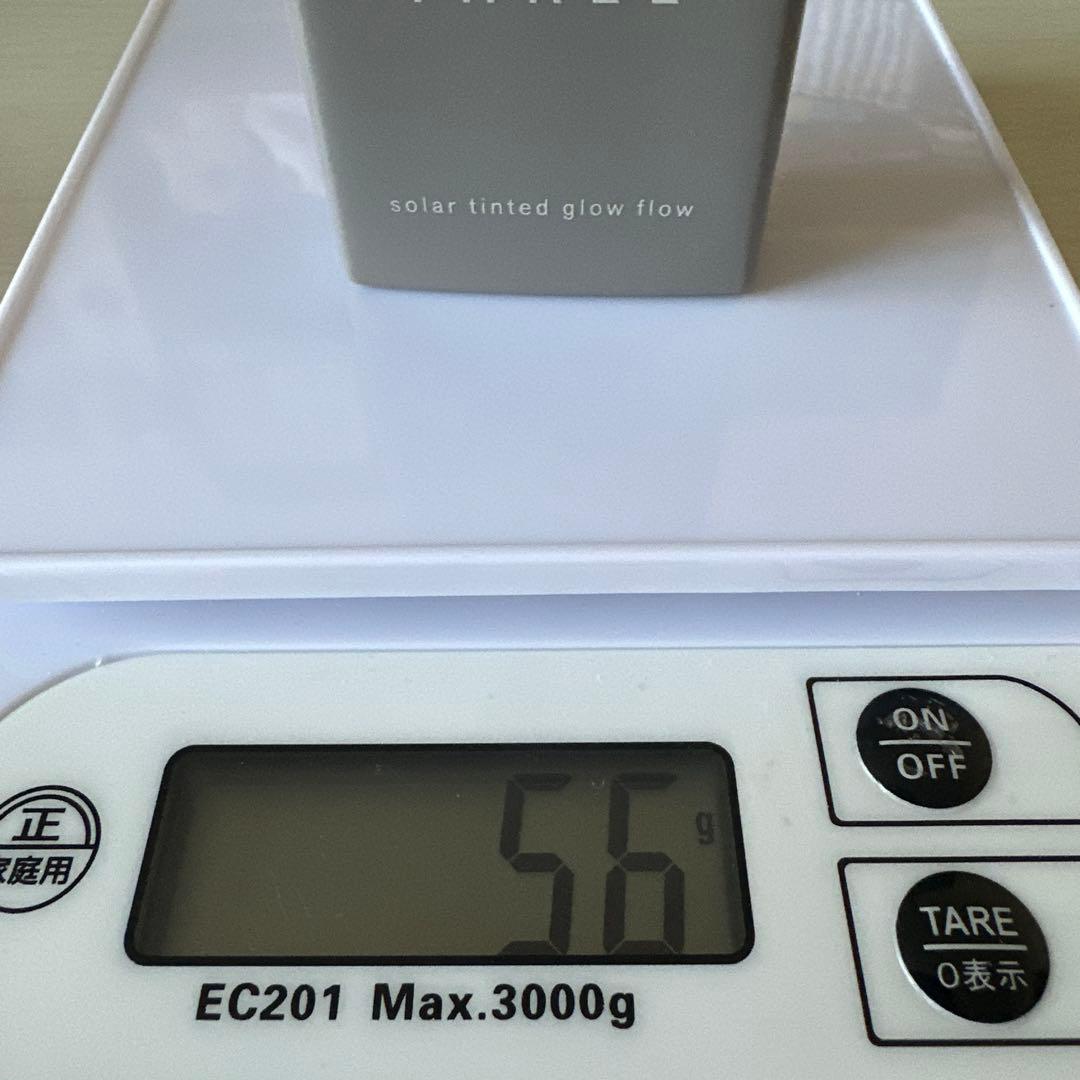 solar tinted glow flow
ON
OFF
56 g
正
家庭用
TARE
0表示
EC201 Max.3000g